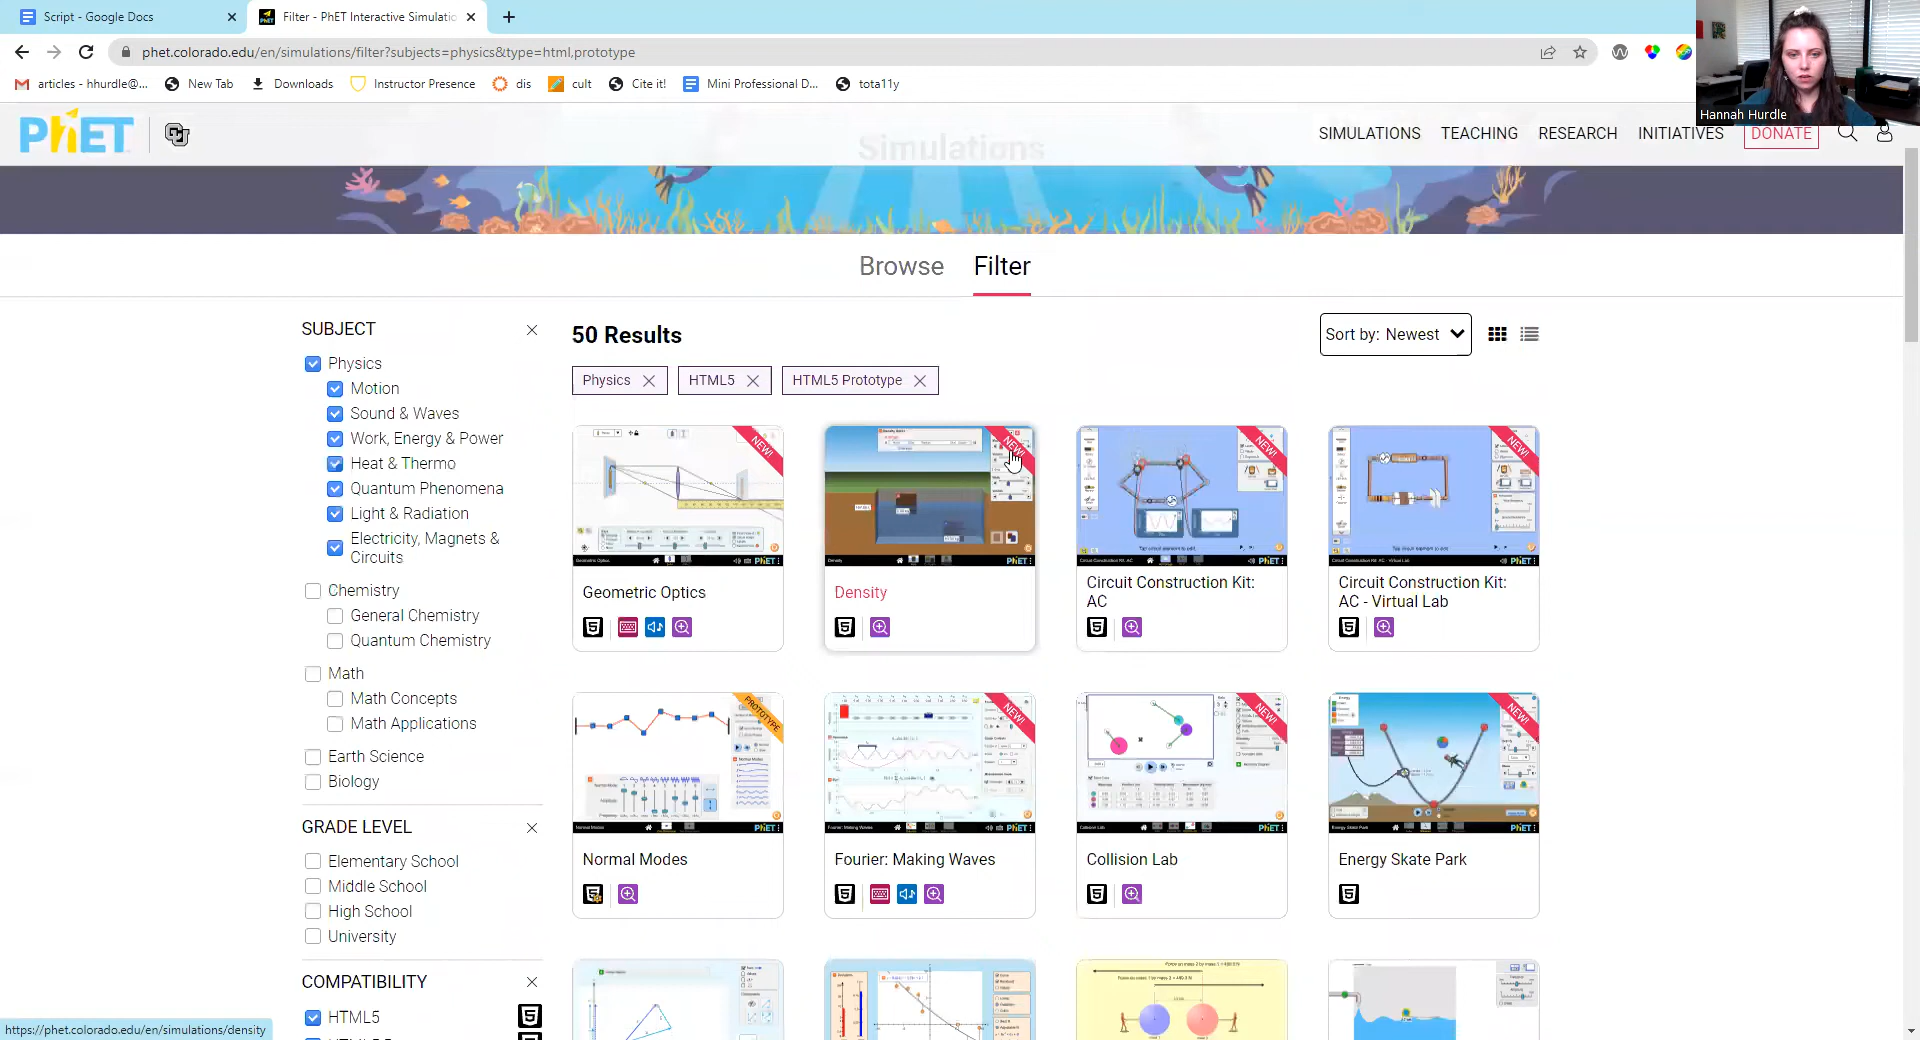 Script - Google Docs
Filter - PhET Interactive Simulatio
phet.colorado.edu/en/simulations/filter?subjects=physics&type=html,prototype
articles - hhurdle@...
New Tab
Downloads
Instructor Presence
dis
cult
Cite it!
Mini Professional D...
tota11y
Hannah Hurdle
PhET
Simulations
SIMULATIONS
TEACHING
RESEARCH
INITIATIVES
DONATE
Browse
Filter
SUBJECT
Physics
Motion
Sound & Waves
Work, Energy & Power
Heat & Thermo
Quantum Phenomena
Light & Radiation
Electricity, Magnets &
Circuits
Chemistry
General Chemistry
Quantum Chemistry
Math
Math Concepts
Math Applications
Earth Science
Biology
GRADE LEVEL
Elementary School
Middle School
High School
University
COMPATIBILITY
HTML5
50 Results
Sort by: Newest
Physics
HTML5
HTML5 Prototype
NEW!
NEW!
NEW!
NEW!
Geometric Optics
Density
Circuit Construction Kit:
AC
Circuit Construction Kit:
AC - Virtual Lab
PROTOTYPE
NEW!
NEW!
NEW!
Normal Modes
Fourier: Making Waves
Collision Lab
Energy Skate Park
https://phet.colorado.edu/en/simulations/density